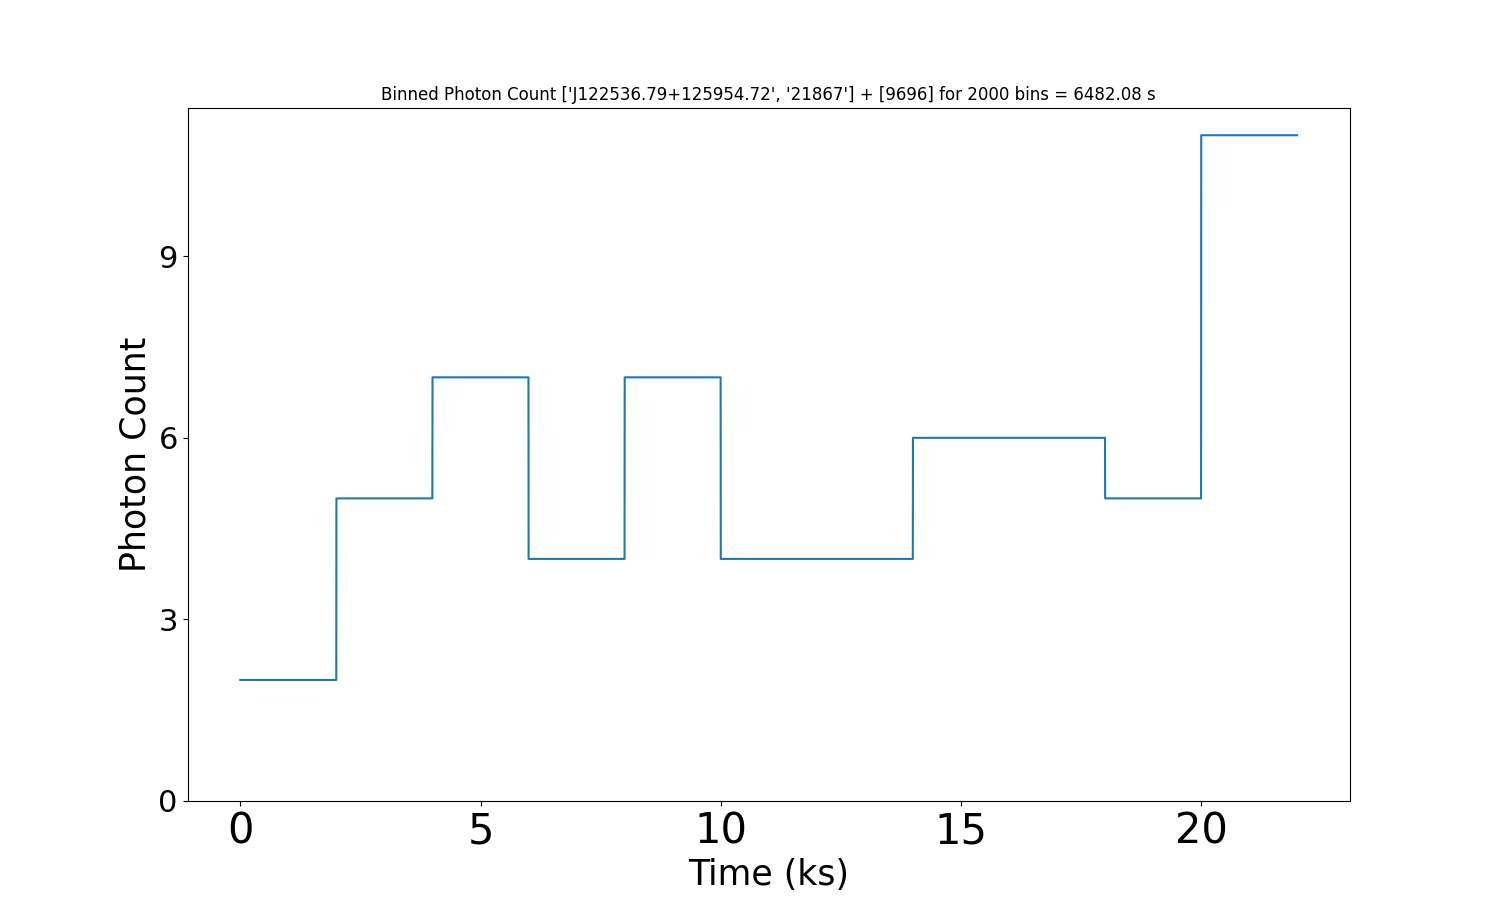 Binned Photon Count ['J122536.79+125954.72', '21867'] + [9696] for 2000 bins = 6482.08 s
9
6
3
0
Photon Count
0 5 10 15 20
Time (ks)